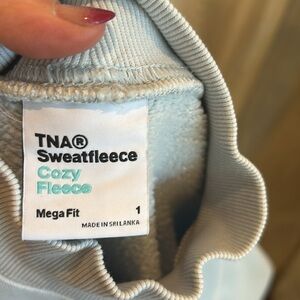 TNA®
Sweatfleece
Cozy
Fleece
Mega Fit 1
MADE IN SRI LANKA